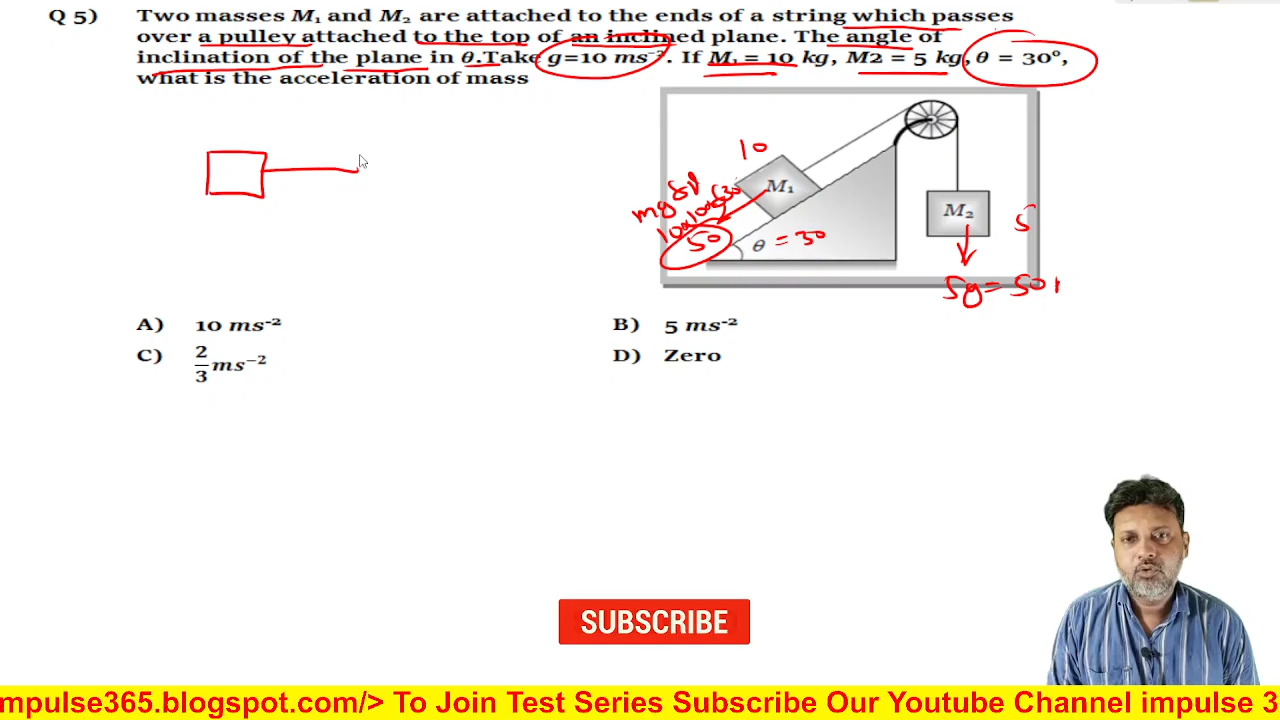 Q 5) Two masses M₁ and M₂ are attached to the ends of a string which passes
over a pulley attached to the top of an inclined plane. The angle of
inclination of the plane in θ.Take g=10 ms⁻². If M₁ = 10 kg, M2 = 5 kg, θ = 30°,
what is the acceleration of mass
10
M₁
mg
50
θ = 30
M₂
5
5g = 50
A) 10 ms⁻²
B) 5 ms⁻²
C) 2/3 ms⁻²
D) Zero
SUBSCRIBE
mpulse365.blogspot.com/> To Join Test Series Subscribe Our Youtube Channel impulse 3